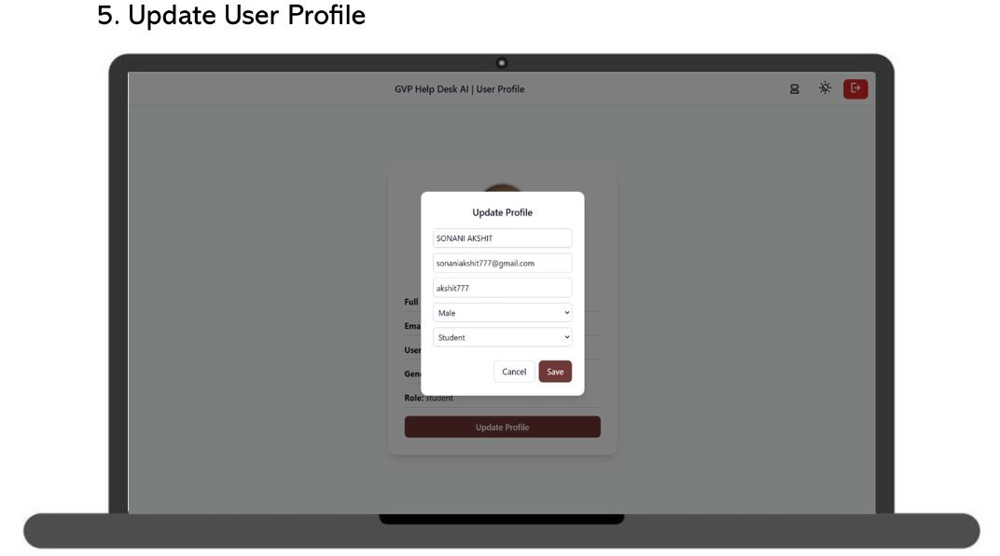 5. Update User Profile
GVP Help Desk AI | User Profile
Update Profile
SONANI AKSHIT
sonaniakshit777@gmail.com
akshit777
Male
Student
Cancel
Save
Full
Ema
User
Gen
Role: student
Update Profile